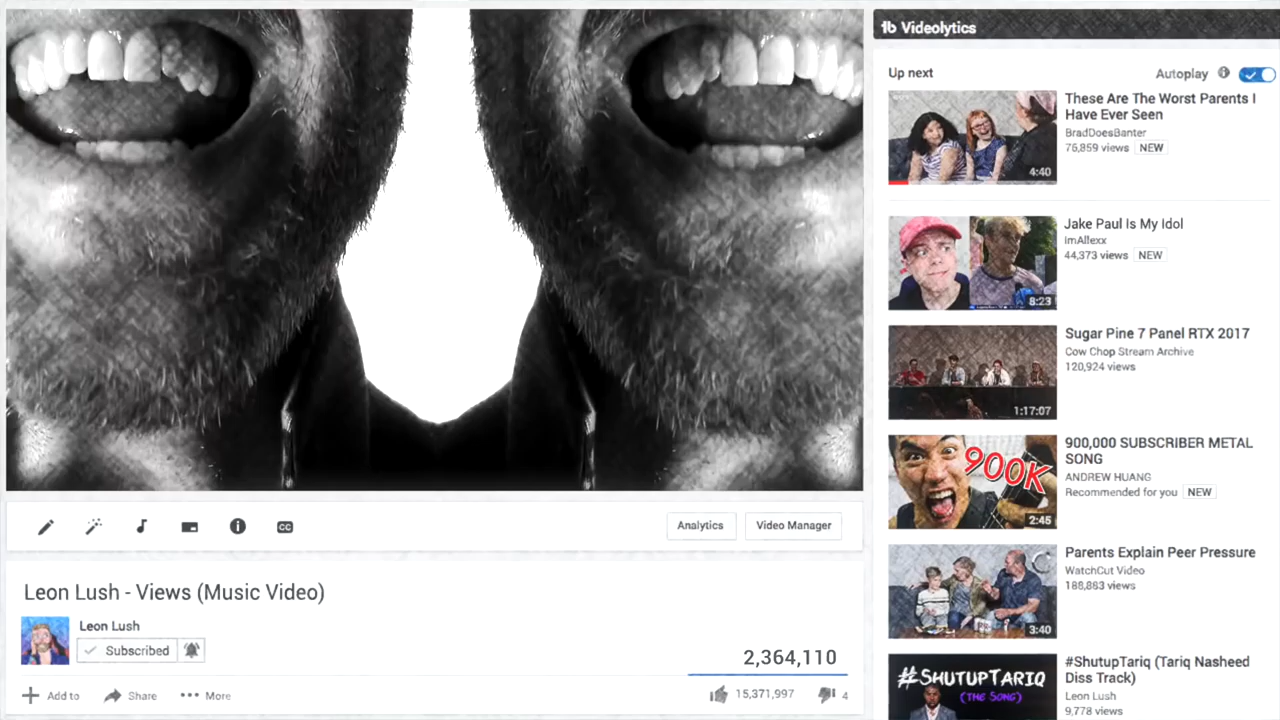 Videolytics
Up next
Autoplay
These Are The Worst Parents I
Have Ever Seen
BradDoesBanter
76,859 views NEW
4:40
Jake Paul Is My Idol
ImAllexx
44,373 views NEW
8:23
Sugar Pine 7 Panel RTX 2017
Cow Chop Stream Archive
120,924 views
1:17:07
900,000 SUBSCRIBER METAL
SONG
ANDREW HUANG
Recommended for you NEW
900K
2:45
Parents Explain Peer Pressure
WatchCut Video
188,883 views
3:40
#ShutupTariq (Tariq Nasheed
Diss Track)
Leon Lush
9,778 views
#SHUTUPTARIQ
(THE SONG)
CC
Analytics
Video Manager
Leon Lush - Views (Music Video)
Leon Lush
Subscribed
2,364,110
Add to
Share
More
15,371,997
4